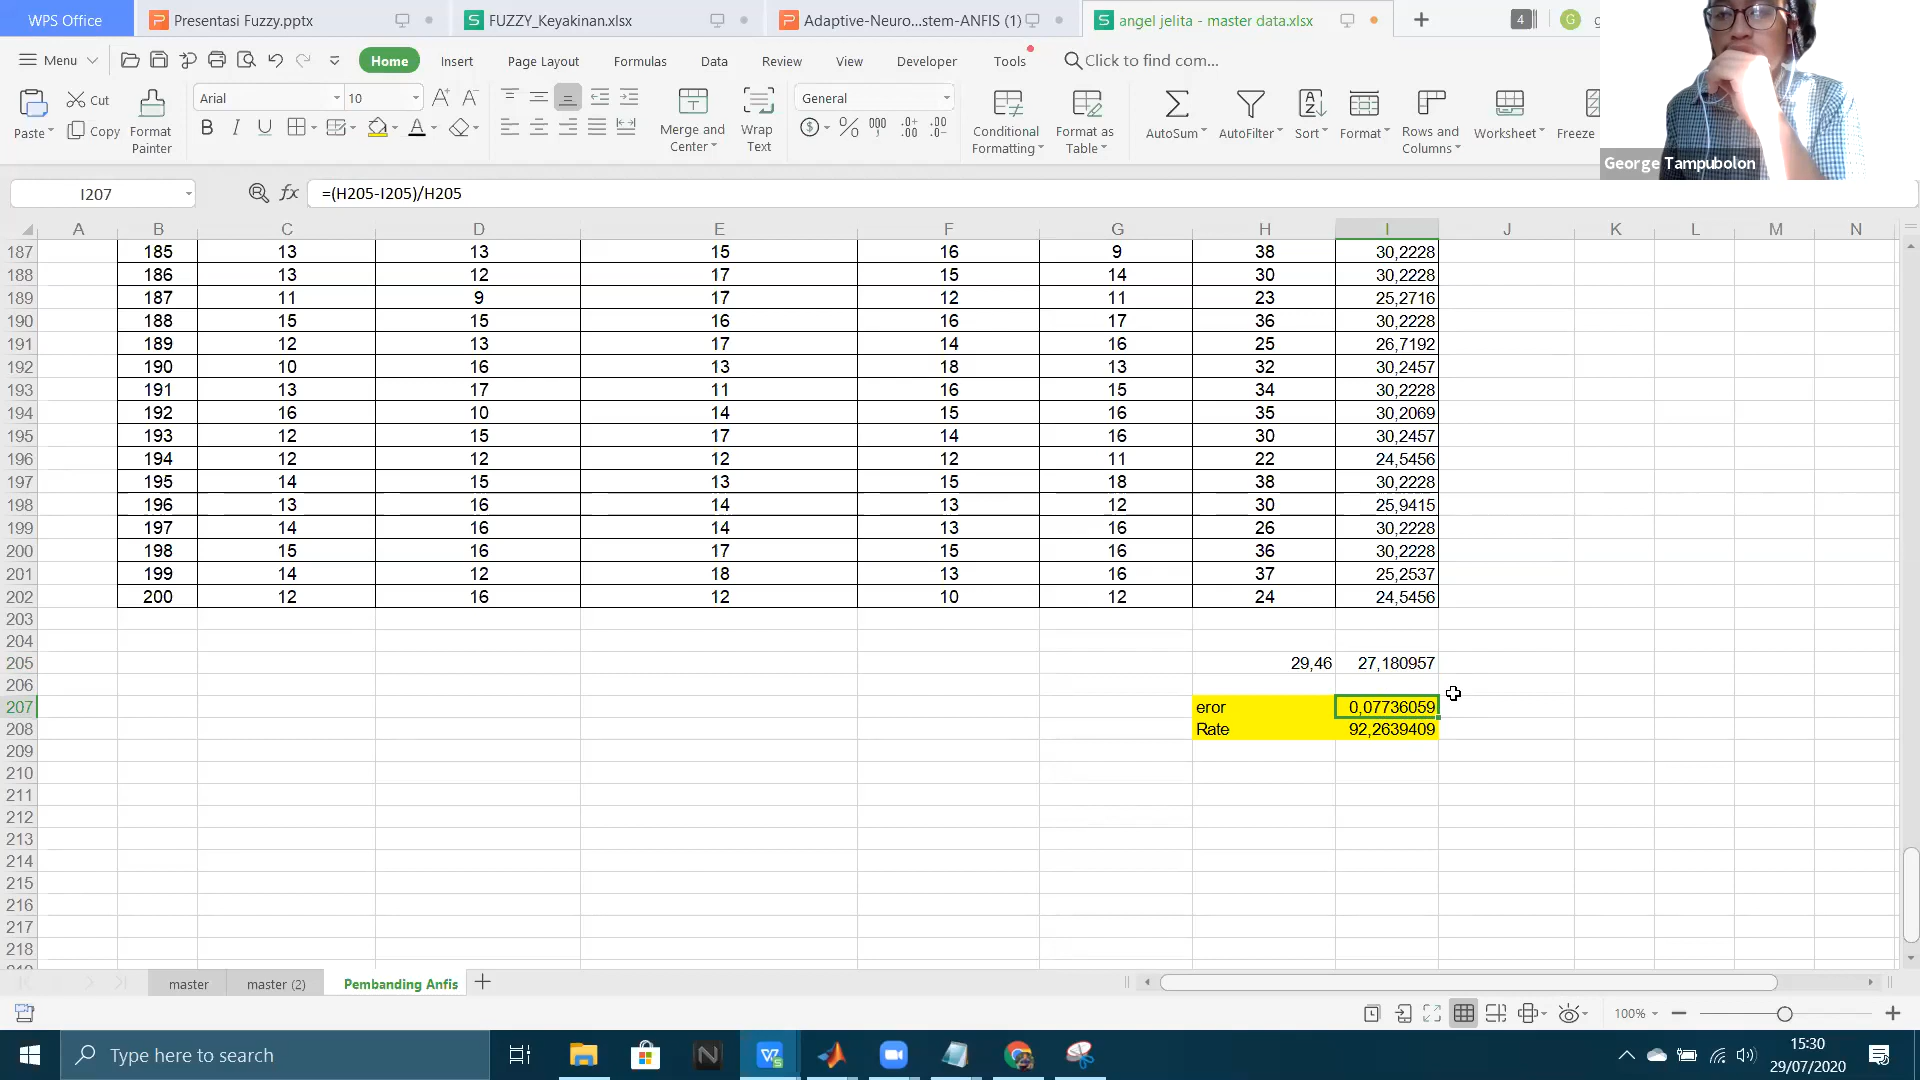 WPS Office
Presentasi Fuzzy.pptx
FUZZY_Keyakinan.xlsx
Adaptive-Neuro...stem-ANFIS (1)
angel jelita - master data.xlsx
4
G
Menu
Home
Insert
Page Layout
Formulas
Data
Review
View
Developer
Tools
Click to find com...
Paste
Cut
Copy
Format Painter
Arial
10
Merge and Center
Wrap Text
General
Conditional Formatting
Format as Table
AutoSum
AutoFilter
Sort
Format
Rows and Columns
Worksheet
Freeze
George Tampubolon
I207
=(H205-I205)/H205
A B C D E F G H I J K L M N
187 185 13 13 15 16 9 38 30,2228
188 186 13 12 17 15 14 30 30,2228
189 187 11 9 17 12 11 23 25,2716
190 188 15 15 16 16 17 36 30,2228
191 189 12 13 17 14 16 25 26,7192
192 190 10 16 13 18 13 32 30,2457
193 191 13 17 11 16 15 34 30,2228
194 192 16 10 14 15 16 35 30,2069
195 193 12 15 17 14 16 30 30,2457
196 194 12 12 12 12 11 22 24,5456
197 195 14 15 13 15 18 38 30,2228
198 196 13 16 14 13 12 30 25,9415
199 197 14 16 14 13 16 26 30,2228
200 198 15 16 17 15 16 36 30,2228
201 199 14 12 18 13 16 37 25,2537
202 200 12 16 12 10 12 24 24,5456
203
204
205 29,46 27,180957
206
207 eror 0,07736059
208 Rate 92,2639409
209
210
211
212
213
214
215
216
217
218
master
master (2)
Pembanding Anfis
100%
Type here to search
15:30
29/07/2020